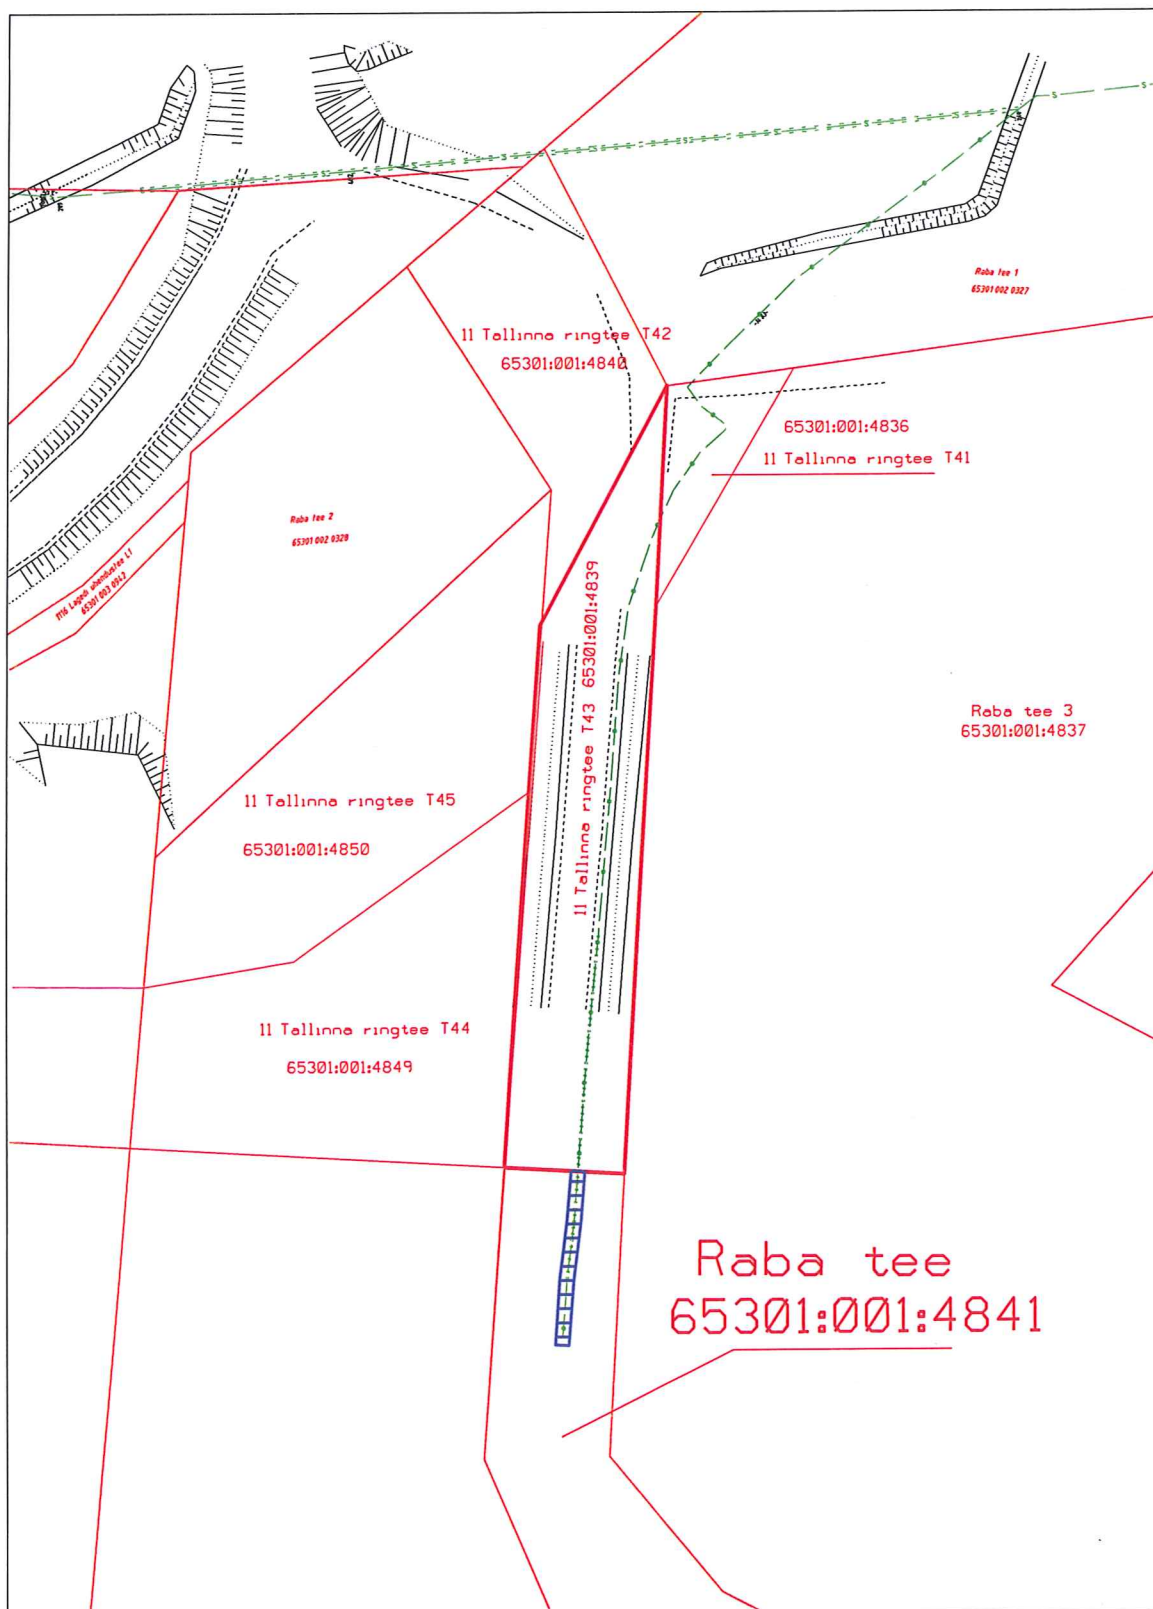 Raba tee 1
65301 002 0327
11 Tallinna ringtee T42
65301:001:4840
65301:001:4836
11 Tallinna ringtee T41
Raba tee 2
65301 002 0328
65301 003 0942
11 Tallinna ringtee T43 65301:001:4839
Raba tee 3
65301:001:4837
11 Tallinna ringtee T45
65301:001:4850
11 Tallinna ringtee T44
65301:001:4849
Raba tee
65301:001:4841